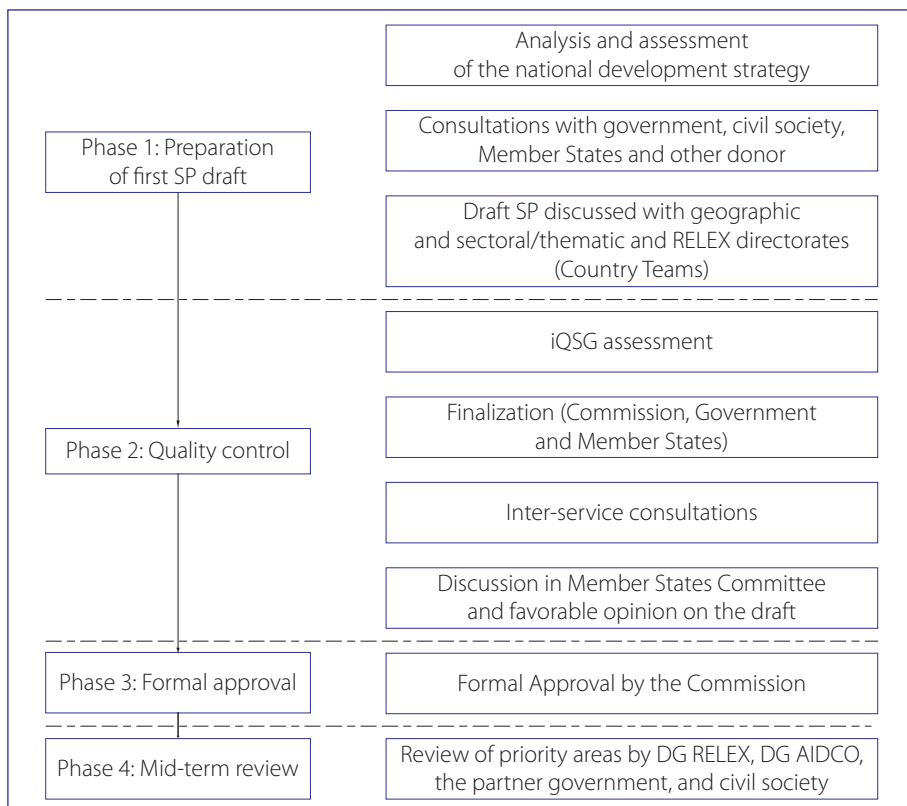 Analysis and assessment
of the national development strategy
Phase 1: Preparation
of first SP draft
Consultations with government, civil society,
Member States and other donor
Draft SP discussed with geographic
and sectoral/thematic and RELEX directorates
(Country Teams)
iQSG assessment
Phase 2: Quality control
Finalization (Commission, Government
and Member States)
Inter-service consultations
Discussion in Member States Committee
and favorable opinion on the draft
Phase 3: Formal approval
Formal Approval by the Commission
Phase 4: Mid-term review
Review of priority areas by DG RELEX, DG AIDCO,
the partner government, and civil society